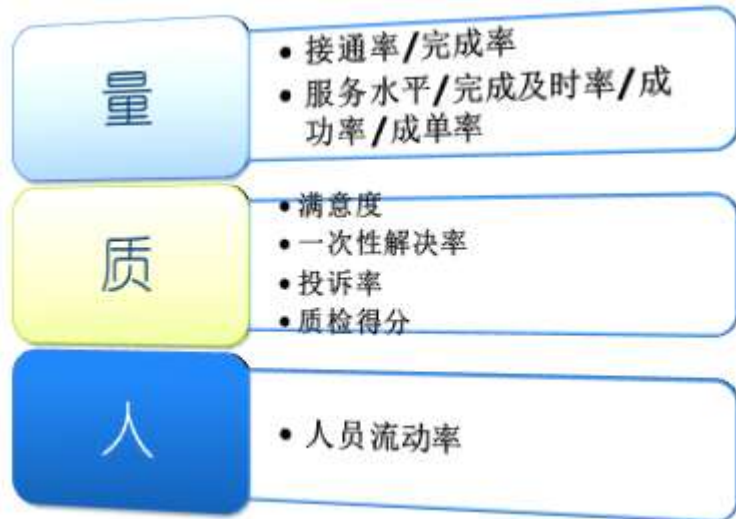 量
• 接通率/完成率
• 服务水平/完成及时率/成
功率/成单率
质
• 满意度
• 一次性解决率
• 投诉率
• 质检得分
人
• 人员流动率